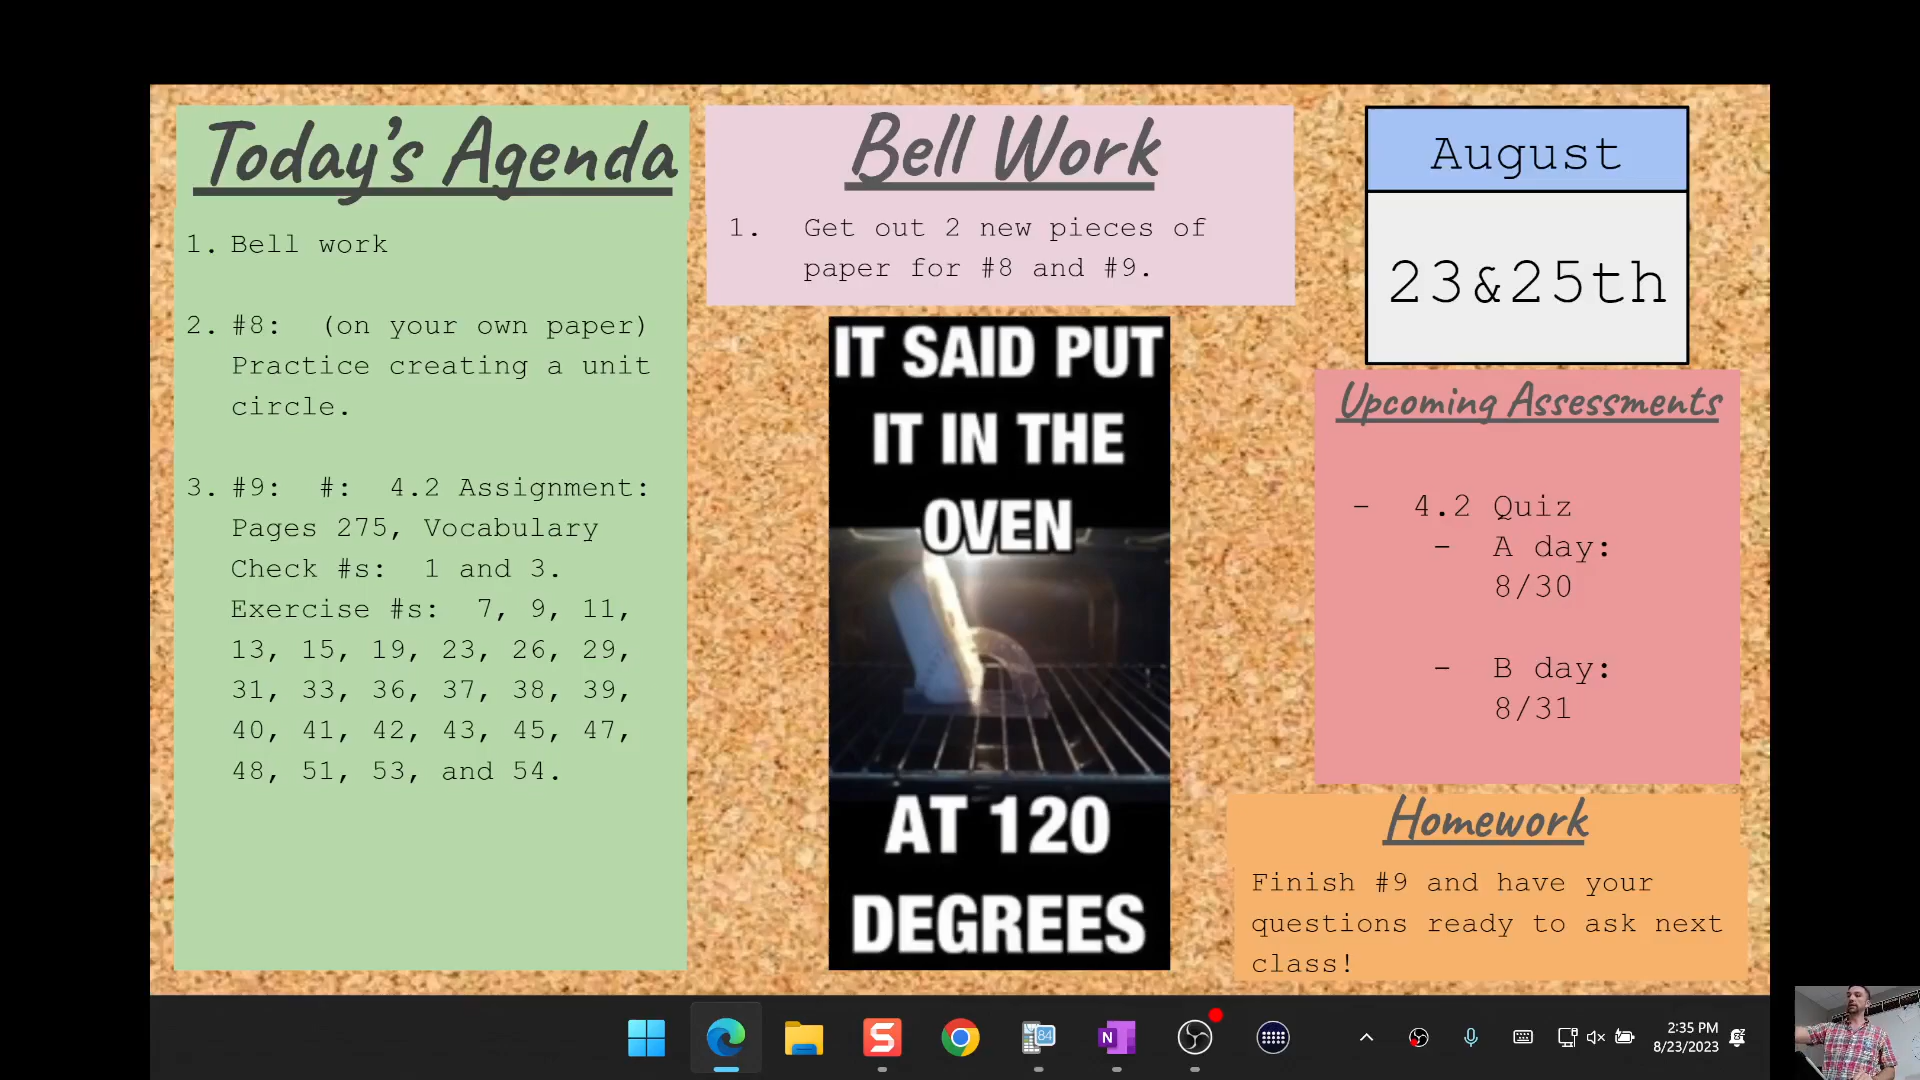 Today's Agenda
1. Bell work
2. #8: (on your own paper)
Practice creating a unit
circle.
3. #9: #: 4.2 Assignment:
Pages 275, Vocabulary
Check #s: 1 and 3.
Exercise #s: 7, 9, 11,
13, 15, 19, 23, 26, 29,
31, 33, 36, 37, 38, 39,
40, 41, 42, 43, 45, 47,
48, 51, 53, and 54.
Bell Work
1. Get out 2 new pieces of
paper for #8 and #9.
IT SAID PUT
IT IN THE
OVEN
AT 120
DEGREES
August
23&25th
Upcoming Assessments
- 4.2 Quiz
- A day:
8/30
- B day:
8/31
Homework
Finish #9 and have your
questions ready to ask next
class!
S
84
N
2:35 PM
8/23/2023